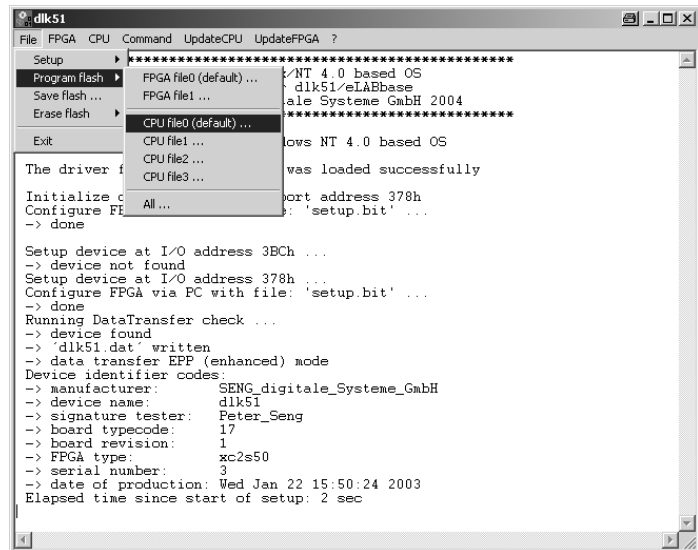 dlk51
File FPGA CPU Command UpdateCPU UpdateFPGA ?
Setup
Program flash
Save flash ...
Erase flash
Exit
FPGA file0 (default) ...
FPGA file1 ...
CPU file0 (default) ...
CPU file1 ...
CPU file2 ...
CPU file3 ...
All ...
**********************************************
/NT 4.0 based OS
dlk51/eLABbase
ale Systeme GmbH 2004
****************************
ows NT 4.0 based OS
The driver f was loaded successfully
Initialize ort address 378h
Configure FP : 'setup.bit' ...
-> done
Setup device at I/O address 3BCh ...
-> device not found
Setup device at I/O address 378h ...
Configure FPGA via PC with file: 'setup.bit' ...
-> done
Running DataTransfer check ...
-> device found
-> ´dlk51.dat´ written
-> data transfer EPP (enhanced) mode
Device identifier codes:
-> manufacturer: SENG_digitale_Systeme_GmbH
-> device name: dlk51
-> signature tester: Peter_Seng
-> board typecode: 17
-> board revision: 1
-> FPGA type: xc2s50
-> serial number: 3
-> date of production: Wed Jan 22 15:50:24 2003
Elapsed time since start of setup: 2 sec